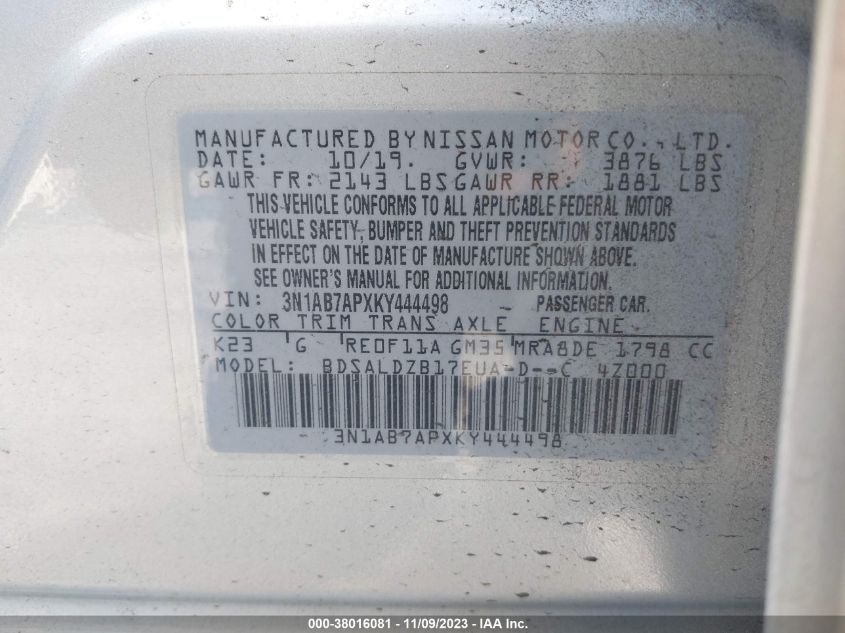 MANUFACTURED BY NISSAN MOTOR CO., LTD.
DATE: 10/19. GVWR: 3876 LBS
GAWR FR: 2143 LBS GAWR RR: 1881 LBS
THIS VEHICLE CONFORMS TO ALL APPLICABLE FEDERAL MOTOR
VEHICLE SAFETY, BUMPER AND THEFT PREVENTION STANDARDS
IN EFFECT ON THE DATE OF MANUFACTURE SHOWN ABOVE.
SEE OWNER'S MANUAL FOR ADDITIONAL INFORMATION
VIN: 3N1AB7APXKY444498 - PASSENGER CAR.
COLOR TRIM TRANS AXLE ENGINE
K23 G RE0F11A GM35 MRA8DE 1798 CC
MODEL: BDSALDZB17EUA-D--C 4Z000
3N1AB7APXKY444498
000-38016081 - 11/09/2023 - IAA Inc.